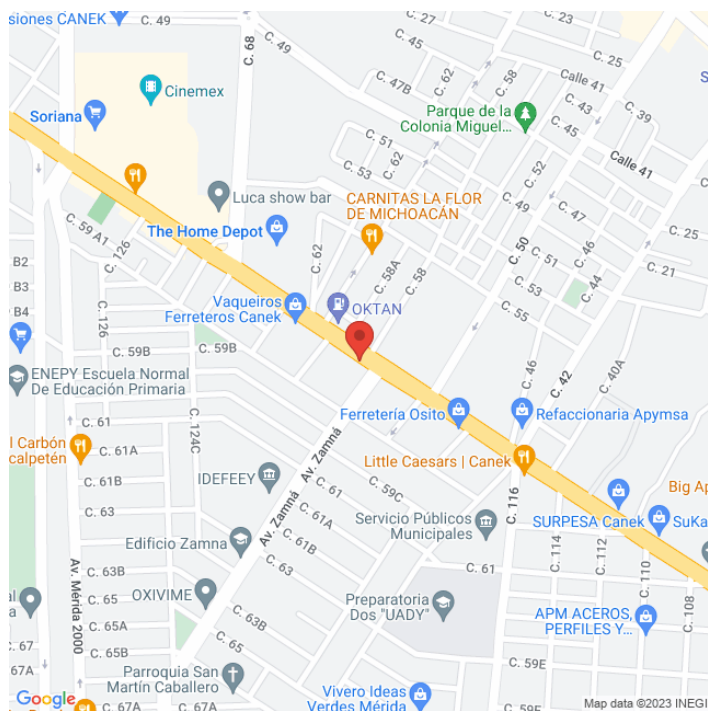 siones CANEK
C. 49
C. 68
C. 49
C. 45
C. 27
C. 23
C. 25
Calle 41
C. 47B
C. 62
C. 58
C. 43
C. 39
Cinemex
Soriana
Parque de la
Colonia Miguel...
C. 45
Calle 41
S
C. 51
C. 53
C. 62
C. 52
C. 49
C. 47
C. 25
Luca show bar
CARNITAS LA FLOR
DE MICHOACÁN
C. 59 A1
C. 126
The Home Depot
C. 62
C. 58A
C. 58
C. 50
C. 51
C. 46
C. 53
C. 44
C. 21
B2
B3
B4
C. 126
Vaqueiros
Ferreteros Canek
OKTAN
C. 55
C. 59B
C. 59B
ENEPY Escuela Normal
De Educación Primaria
C. 46
C. 42
C. 40A
C. 61
C. 124C
Ferretería Osito
Refaccionaria Apymsa
l Carbón
calpetén
C. 61A
Av. Zamná
Little Caesars | Canek
C. 61B
IDEFEEY
C. 61
C. 59C
C. 116
Big Ap
C. 63
Av. Zamná
C. 61A
Servicio Públicos
Municipales
SURPESA Canek
SuKa
Edificio Zamna
C. 61B
C. 114
C. 112
C. 63B
C. 63
C. 61
C. 110
C. 108
Av. Mérida 2000
C. 65
OXIVIME
al
a
C. 65A
C. 63B
Preparatoria
Dos "UADY"
APM ACEROS,
PERFILES Y...
C. 67
C. 65B
C. 65
67A
Parroquia San
Martín Caballero
C. 59E
C. 67A
C. 67A
Vivero Ideas
Verdes Mérida
C. 59F
Google
Map data ©2023 INEGI